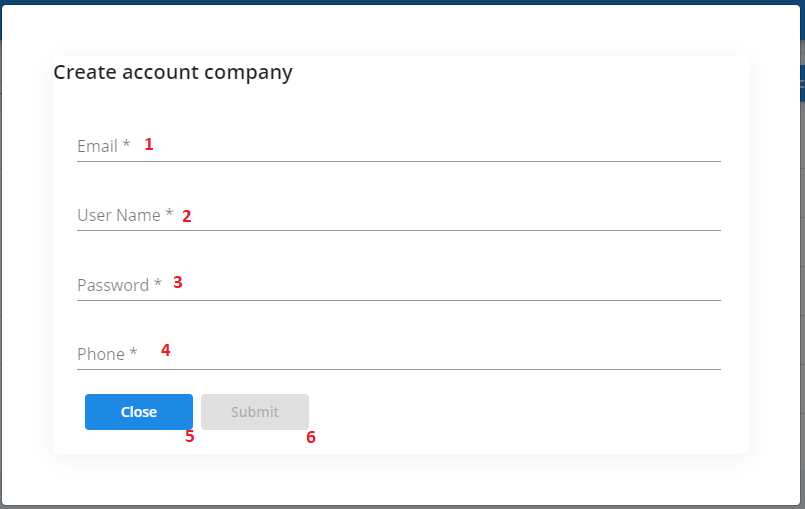 Create account company
Email * 1
User Name * 2
Password * 3
Phone * 4
Close Submit
5 6